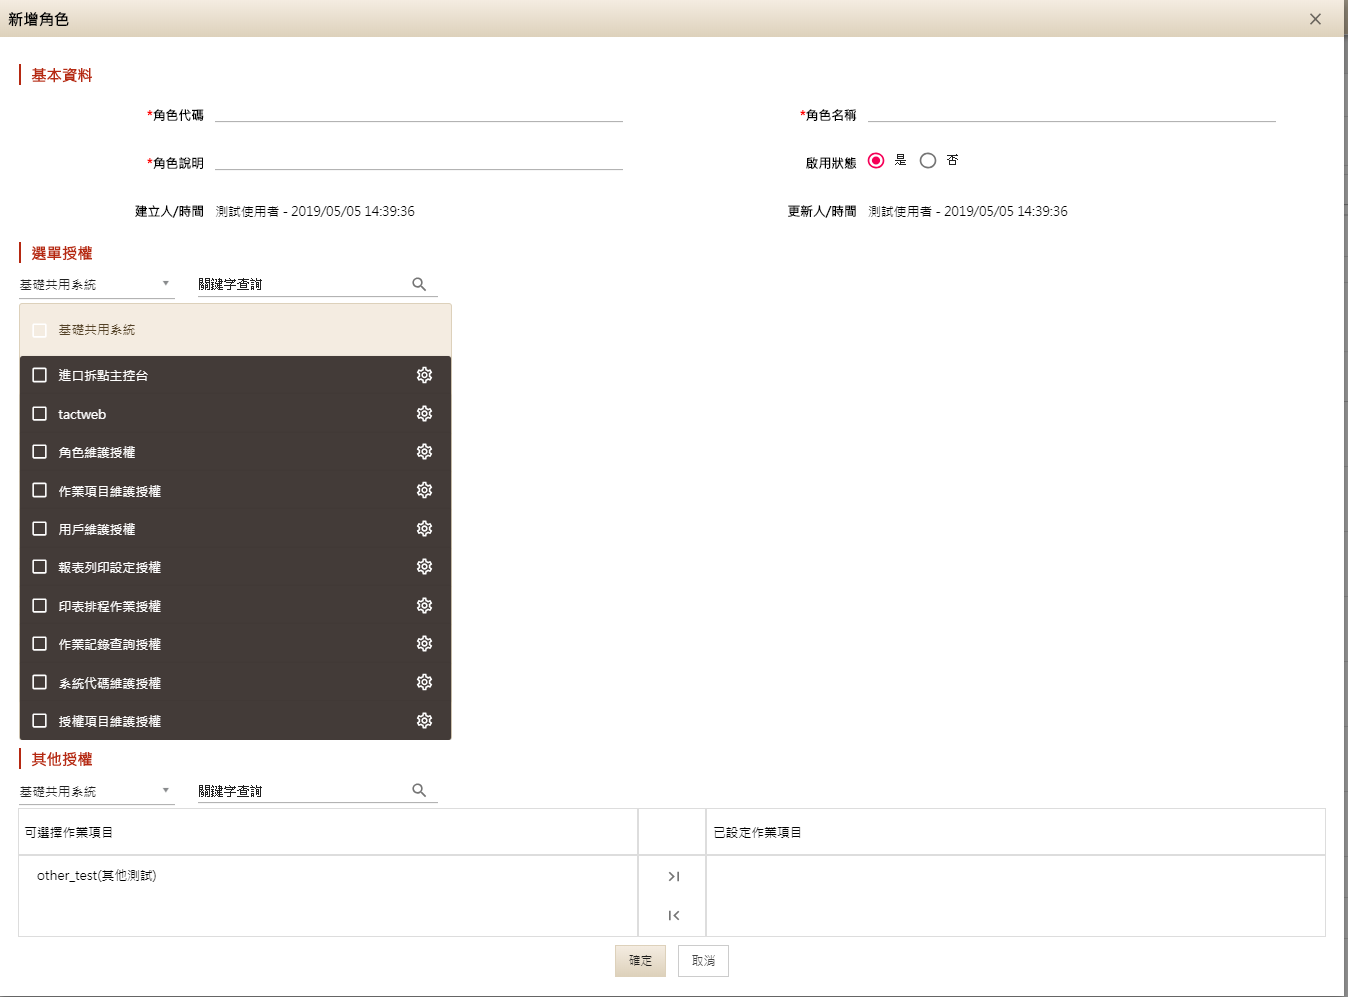 新增角色
基本資料
*角色代碼
*角色名稱
*角色說明
啟用狀態 是 否
建立人/時間 測試使用者 - 2019/05/05 14:39:36
更新人/時間 測試使用者 - 2019/05/05 14:39:36
選單授權
基礎共用系統 關鍵字查詢
基礎共用系統
進口拆點主控台
tactweb
角色維護授權
作業項目維護授權
用戶維護授權
報表列印設定授權
印表排程作業授權
作業記錄查詢授權
系統代碼維護授權
授權項目維護授權
其他授權
基礎共用系統 關鍵字查詢
可選擇作業項目
已設定作業項目
other_test(其他測試)
確定 取消